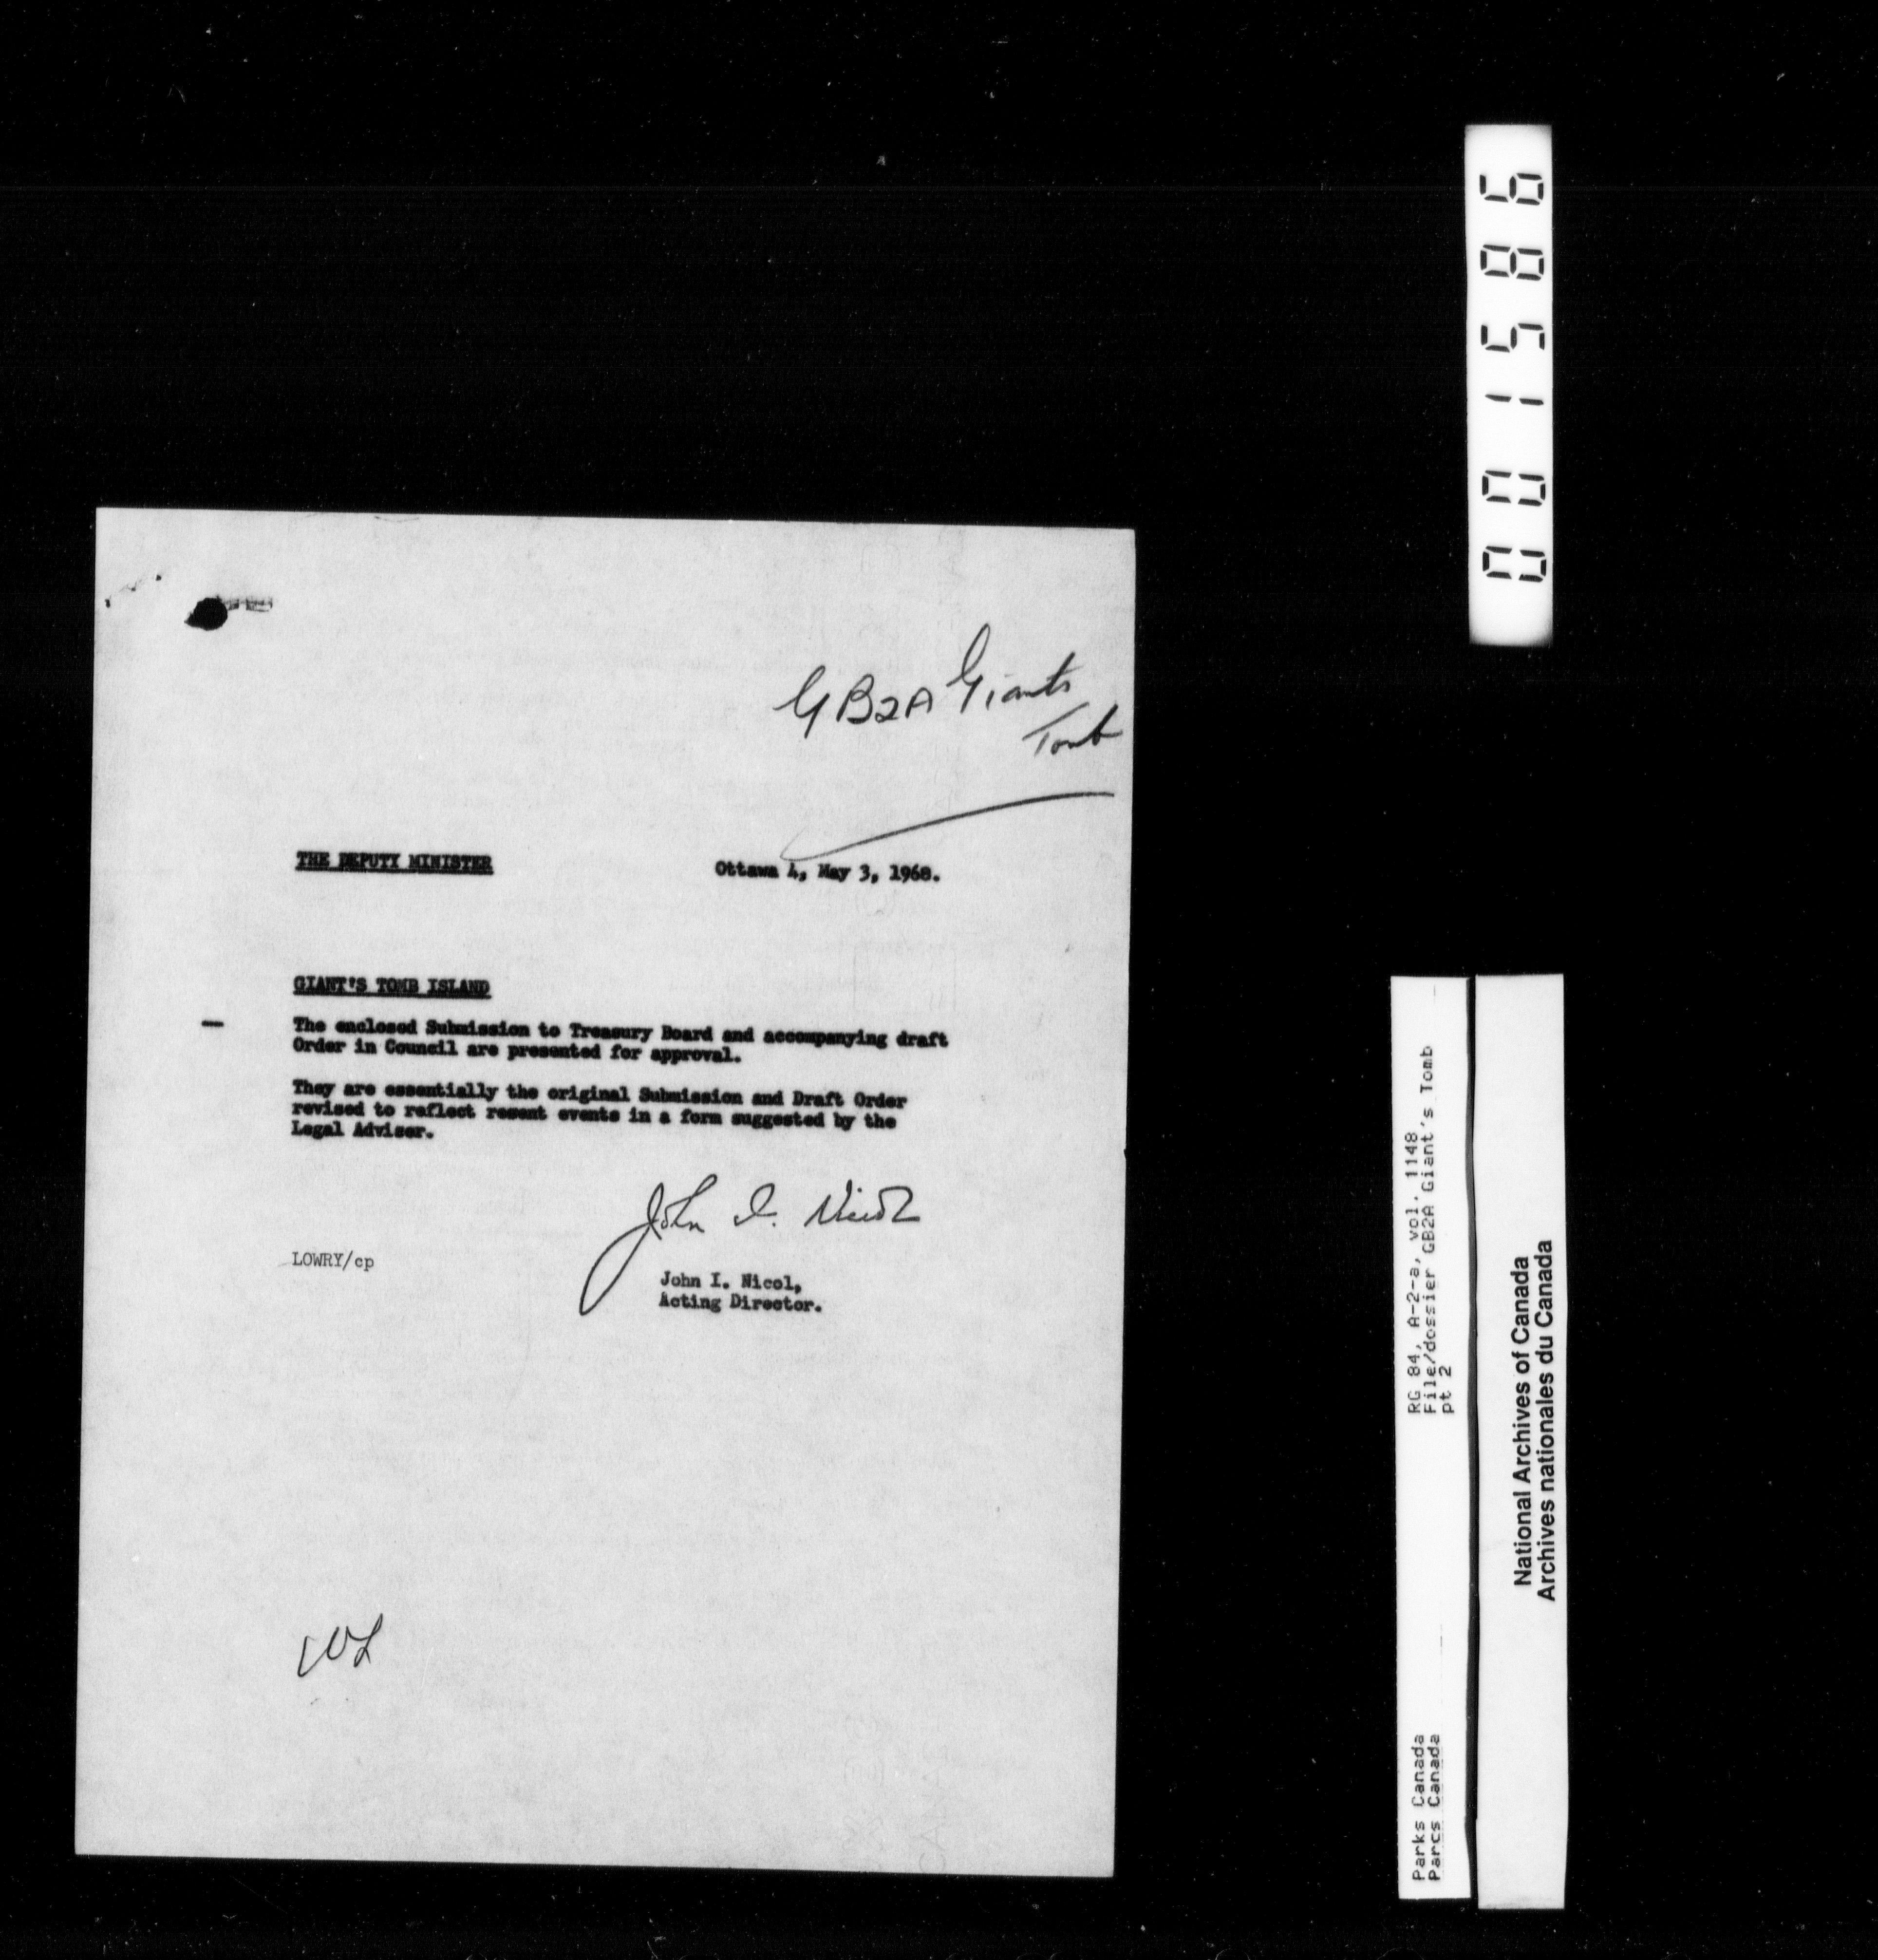 GB2A Giants
Tomb
THE DEPUTY MINISTER
Ottawa 4, May 3, 1968.
GIANT'S TOMB ISLAND
The enclosed Submission to Treasury Board and accompanying draft
Order in Council are presented for approval.
They are essentially the original Submission and Draft Order
revised to reflect recent events in a form suggested by the
Legal Adviser.
John I. Nicol
LOWRY/cp
John I. Nicol,
Acting Director.
WL
001586
RG 84, A-2-a, vol. 1148
File/dossier GB2A Giant's Tomb
pt 2
Parks Canada
Parcs Canada
National Archives of Canada
Archives nationales du Canada